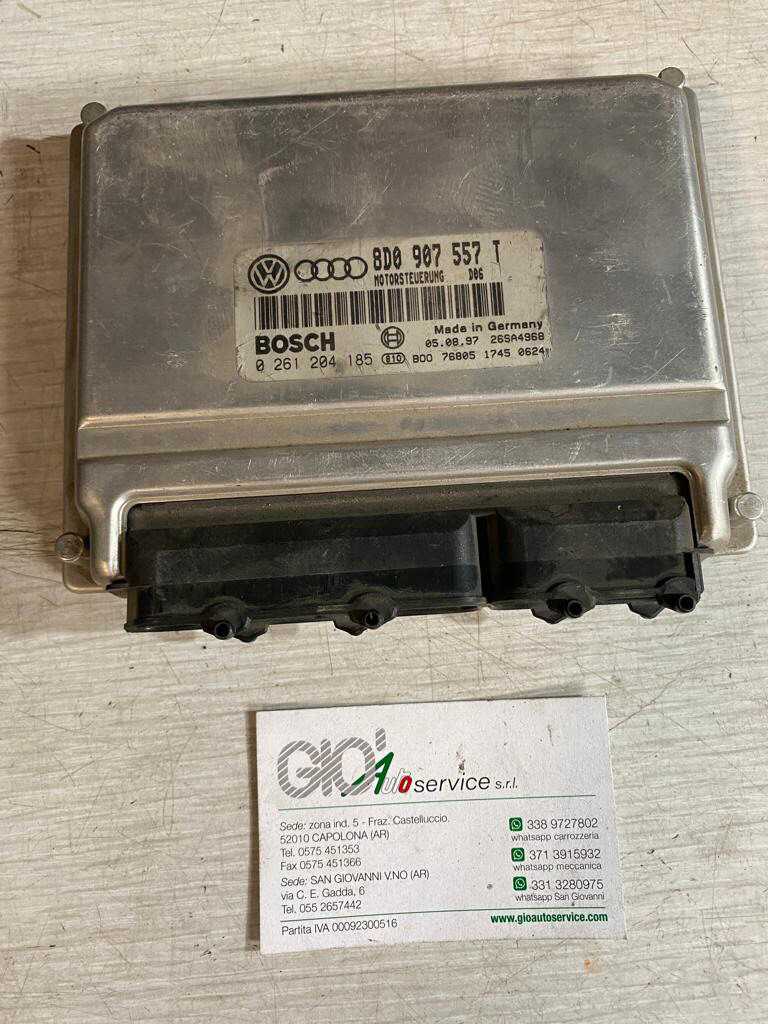 8D0 907 557 T
MOTORSTEUERUNG D06
BOSCH
Made in Germany
05.08.97 26SA4968
0 261 204 185 810 B00 76805 1745 0624
GIO' Autoservice s.r.l.
Sede: zona ind. 5 - Fraz. Castelluccio.
52010 CAPOLONA (AR)
Tel. 0575 451353
Fax 0575 451366
Sede: SAN GIOVANNI V.NO (AR)
via C. E. Gadda, 6
Tel. 055 2657442
Partita IVA 00092300516
338 9727802
whatsapp carrozzeria
371 3915932
whatsapp meccanica
331 3280975
whatsapp San Giovanni
www.gioautoservice.com